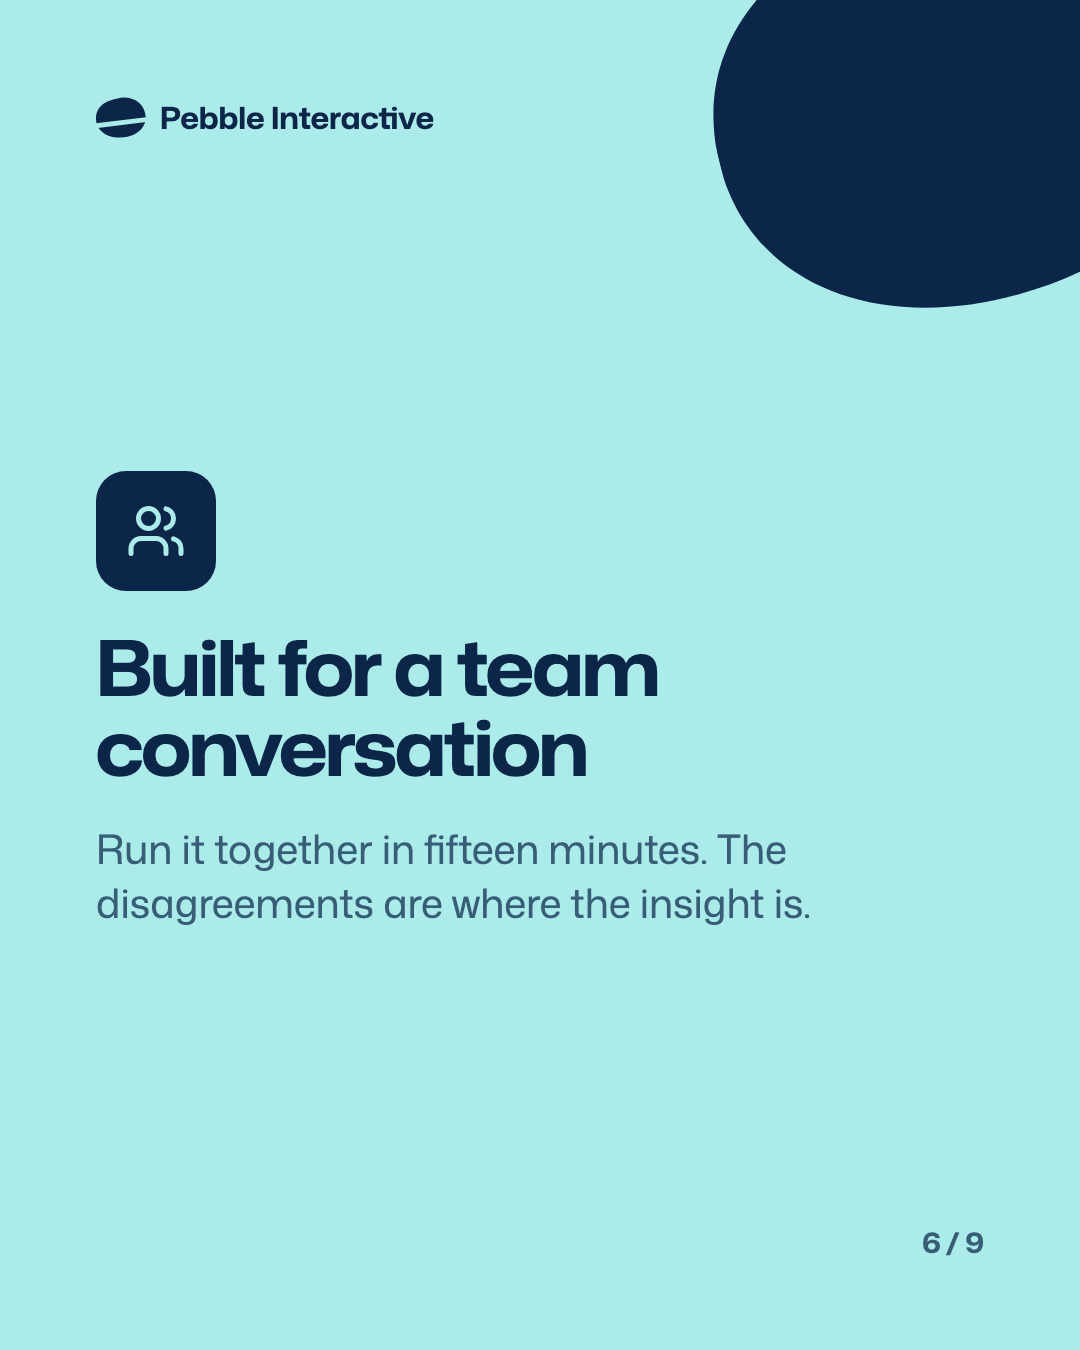 Pebble Interactive
Built for a team
conversation
Run it together in fifteen minutes. The
disagreements are where the insight is.
6 / 9